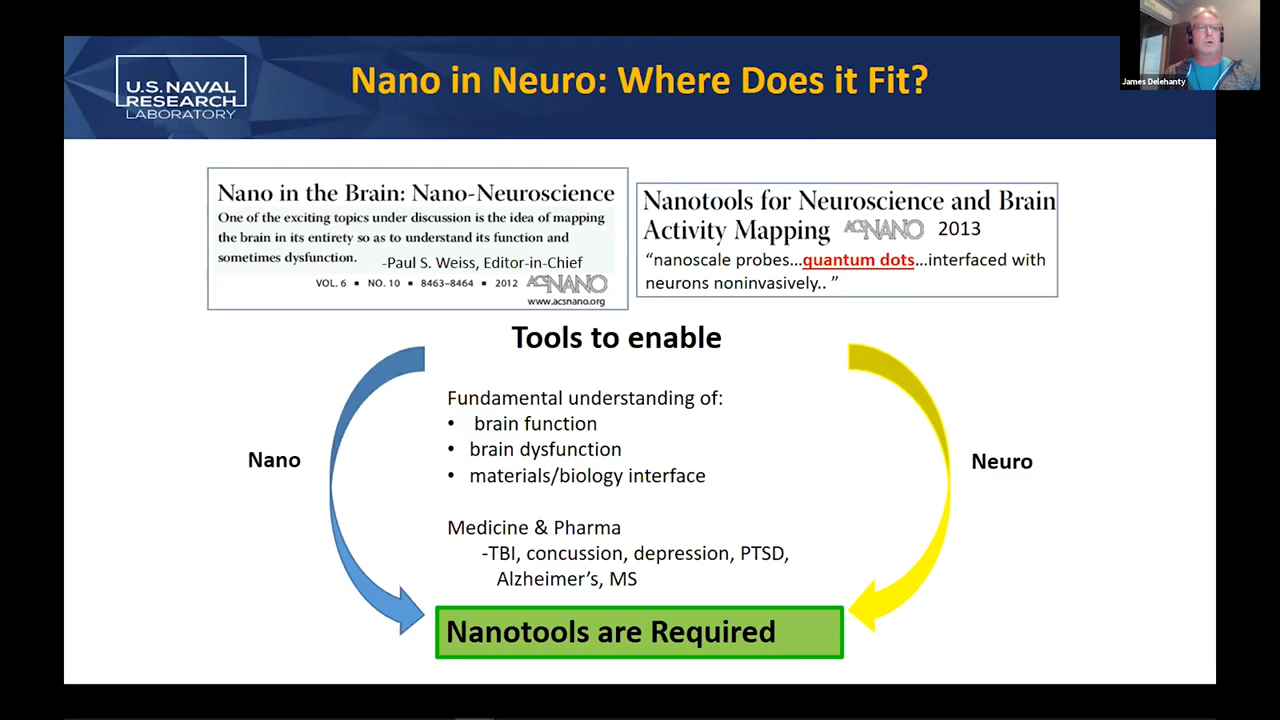 U.S. NAVAL
RESEARCH
LABORATORY
Nano in Neuro: Where Does it Fit?
James Delehanty
Nano in the Brain: Nano-Neuroscience
One of the exciting topics under discussion is the idea of mapping
the brain in its entirety so as to understand its function and
sometimes dysfunction.
-Paul S. Weiss, Editor-in-Chief
VOL. 6 ▪ NO. 10 ▪ 8463–8464 ▪ 2012 ACSNANO
www.acsnano.org
Nanotools for Neuroscience and Brain
Activity Mapping ACSNANO 2013
“nanoscale probes...quantum dots...interfaced with
neurons noninvasively.. ”
Tools to enable
Fundamental understanding of:
• brain function
• brain dysfunction
• materials/biology interface
Nano
Neuro
Medicine & Pharma
-TBI, concussion, depression, PTSD,
Alzheimer’s, MS
Nanotools are Required